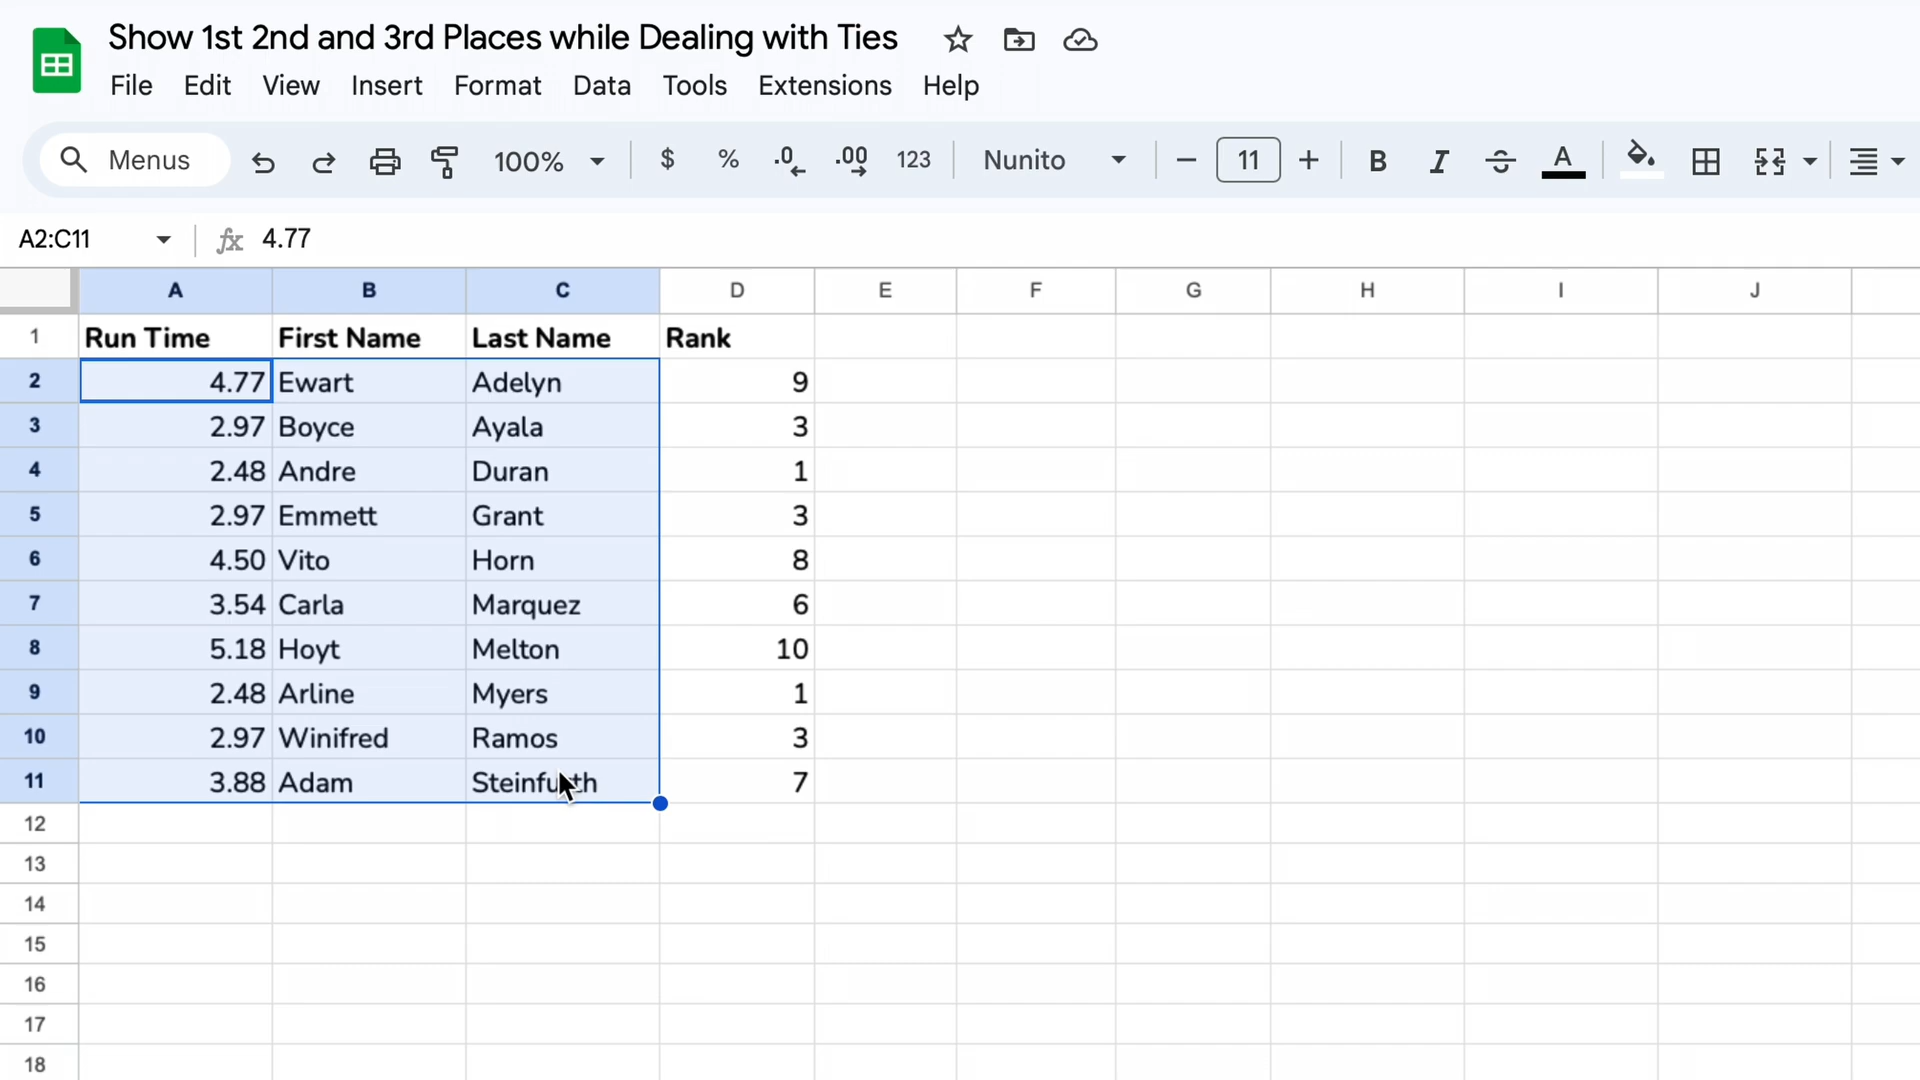 Show 1st 2nd and 3rd Places while Dealing with Ties
File Edit View Insert Format Data Tools Extensions Help
Menus 100% $ % .0 .00 123 Nunito 11 B I S A
A2:C11 fx 4.77
A B C D E F G H I J
1 Run Time First Name Last Name Rank
2 4.77 Ewart Adelyn 9
3 2.97 Boyce Ayala 3
4 2.48 Andre Duran 1
5 2.97 Emmett Grant 3
6 4.50 Vito Horn 8
7 3.54 Carla Marquez 6
8 5.18 Hoyt Melton 10
9 2.48 Arline Myers 1
10 2.97 Winifred Ramos 3
11 3.88 Adam 7
12
13
14
15
16
17
18